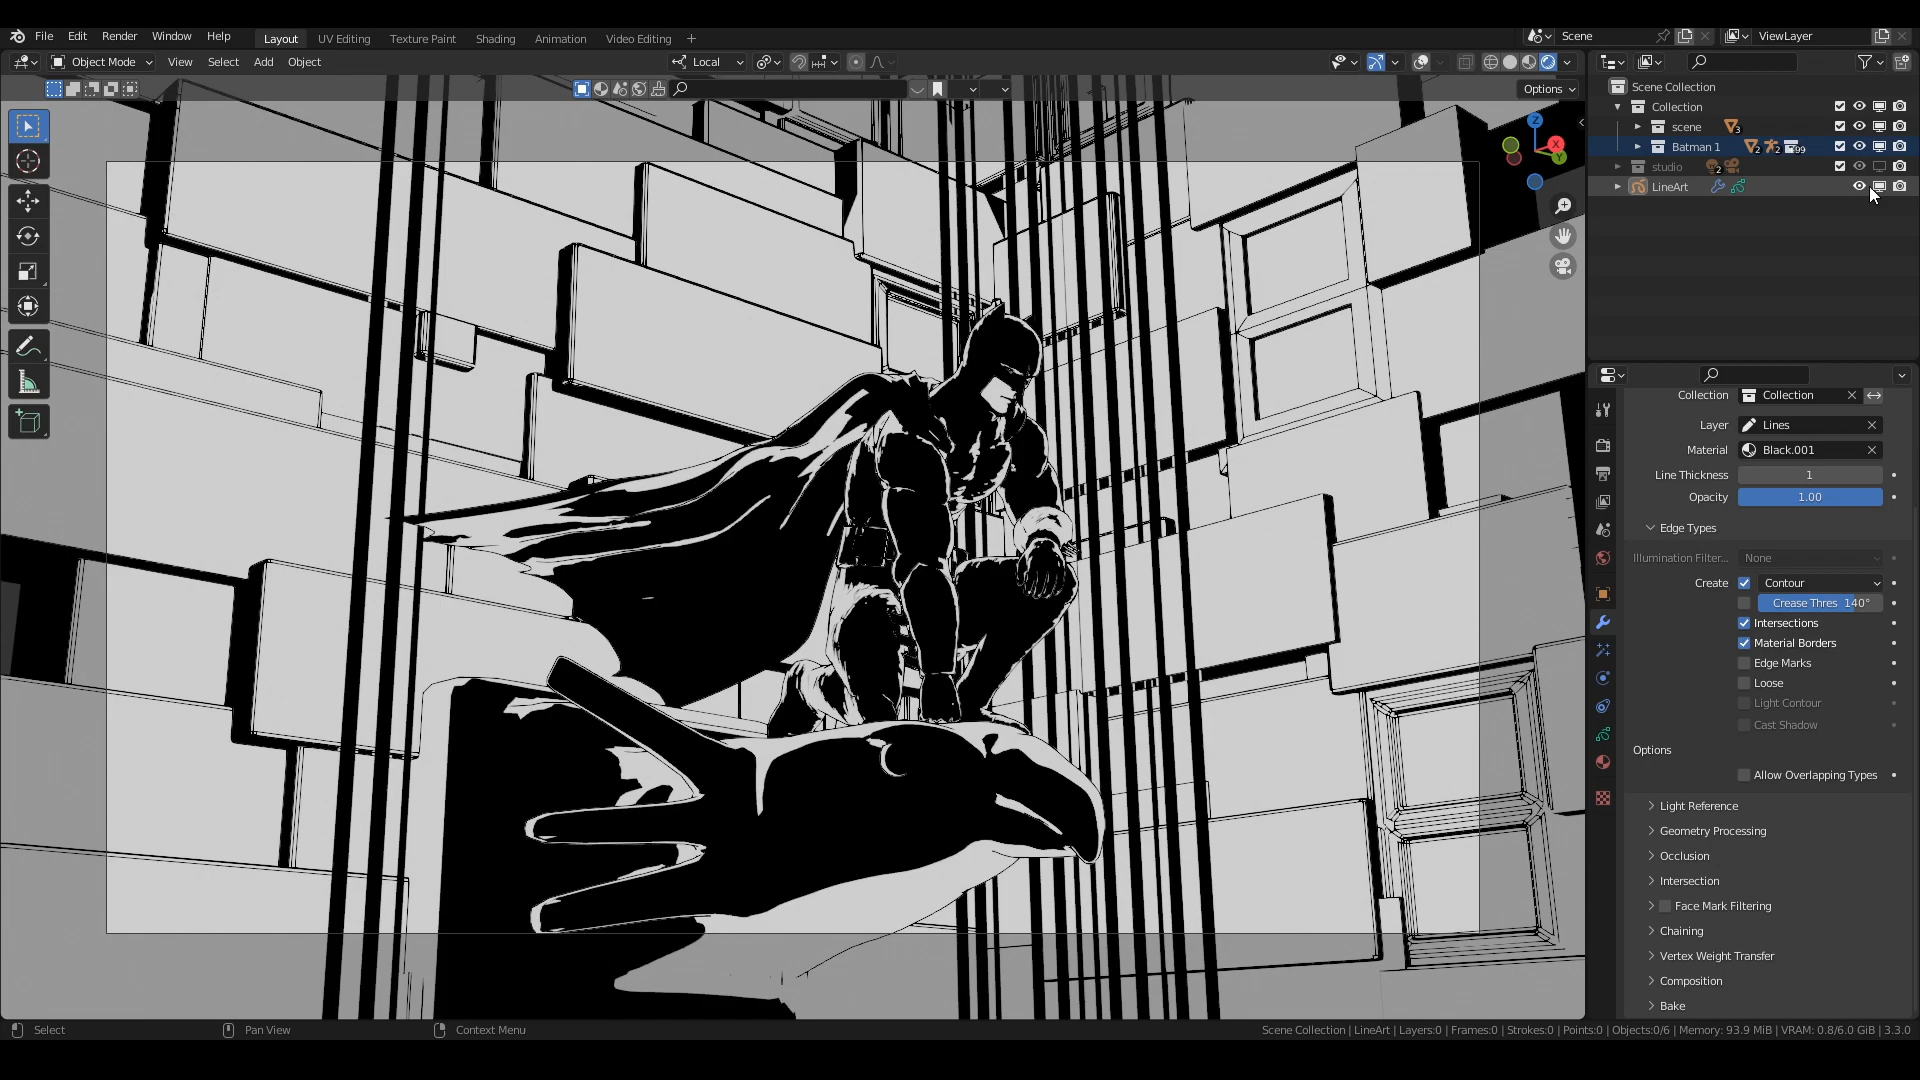 File Edit Render Window Help Layout UV Editing Texture Paint Shading Animation Video Editing + Scene ViewLayer
Object Mode View Select Add Object Local
Options
Scene Collection
Collection
scene 3
Batman 1 2 2 99
studio 2
LineArt
Z
X
Y
Collection Collection
Layer Lines
Material Black.001
Line Thickness 1
Opacity 1.00
Edge Types
Illumination Filter... None
Create Contour
Crease Thres 140°
Intersections
Material Borders
Edge Marks
Loose
Light Contour
Cast Shadow
Options
Allow Overlapping Types
Light Reference
Geometry Processing
Occlusion
Intersection
Face Mark Filtering
Chaining
Vertex Weight Transfer
Composition
Bake
Select Pan View Context Menu Scene Collection | LineArt | Layers:0 | Frames:0 | Strokes:0 | Points:0 | Objects:0/6 | Memory: 93.9 MiB | VRAM: 0.8/6.0 GiB | 3.3.0